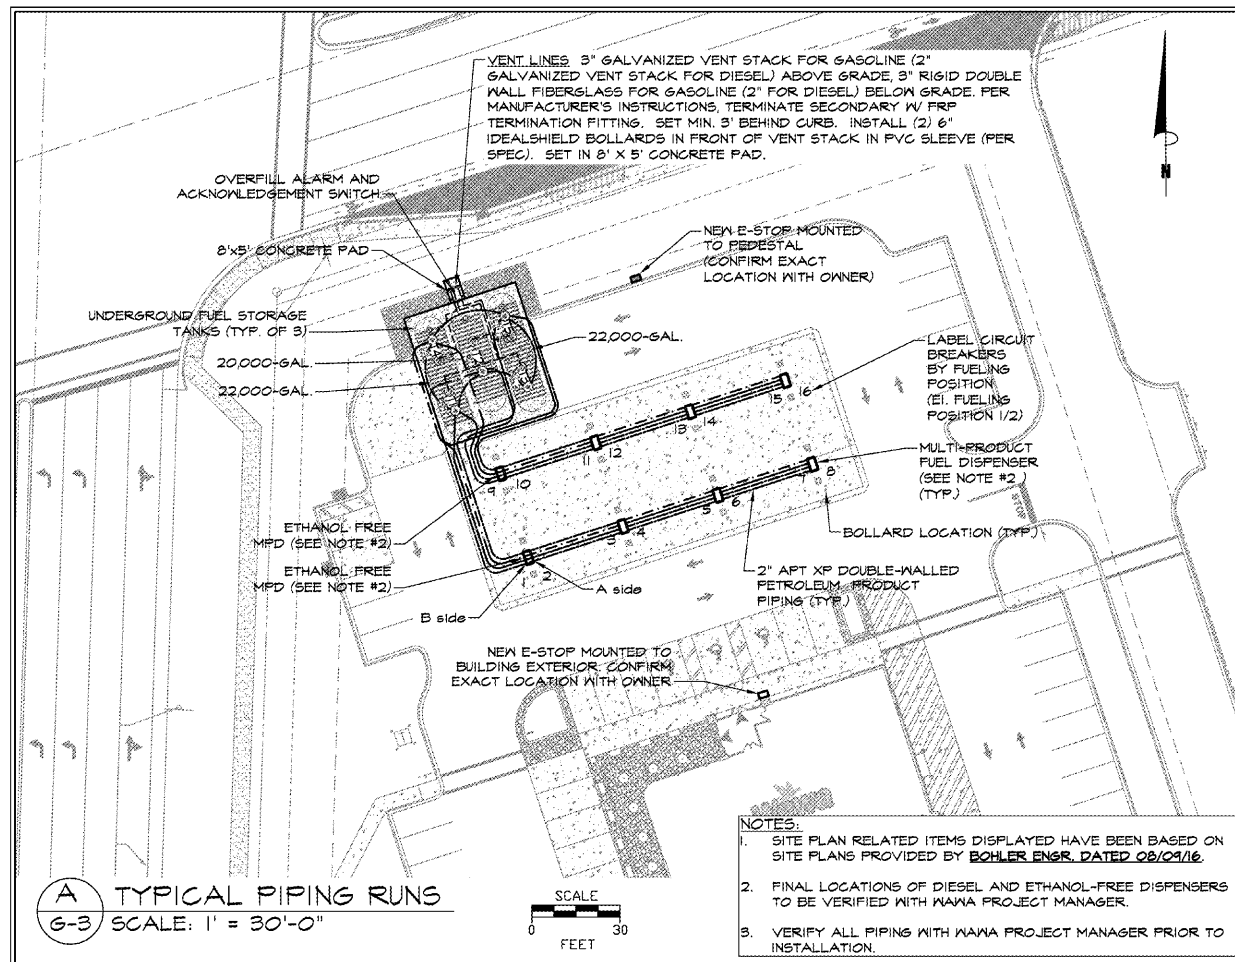 VENT LINES 3" GALVANIZED VENT STACK FOR GASOLINE (2"
GALVANIZED VENT STACK FOR DIESEL) ABOVE GRADE, 3" RIGID DOUBLE
WALL FIBERGLASS FOR GASOLINE (2" FOR DIESEL) BELOW GRADE. PER
MANUFACTURER'S INSTRUCTIONS, TERMINATE SECONDARY W/ FRP
TERMINATION FITTING. SET MIN. 3' BEHIND CURB. INSTALL (2) 6"
IDEALSHIELD BOLLARDS IN FRONT OF VENT STACK IN PVC SLEEVE (PER
SPEC). SET IN 8' X 5' CONCRETE PAD.
N
OVERFILL ALARM AND
ACKNOWLEDGEMENT SWITCH
8'x5' CONCRETE PAD
NEW E-STOP MOUNTED
TO PEDESTAL
(CONFIRM EXACT
LOCATION WITH OWNER)
UNDERGROUND FUEL STORAGE
TANKS (TYP. OF 3)
20,000-GAL.
22,000-GAL.
22,000-GAL.
LABEL CIRCUIT
BREAKERS
BY FUELING
POSITION
(EI. FUELING
POSITION 1/2)
15
16
13
14
11
12
9
10
MULTI-PRODUCT
FUEL DISPENSER
(SEE NOTE #2 )
(TYP.)
7
8
5
6
3
4
1
2
BOLLARD LOCATION (TYP.)
ETHANOL FREE
MPD (SEE NOTE #2)
ETHANOL FREE
MPD (SEE NOTE #2)
A side
B side
2" APT XP DOUBLE-WALLED
PETROLEUM PRODUCT
PIPING (TYP.)
NEW E-STOP MOUNTED TO
BUILDING EXTERIOR. CONFIRM
EXACT LOCATION WITH OWNER
NOTES:
1. SITE PLAN RELATED ITEMS DISPLAYED HAVE BEEN BASED ON
SITE PLANS PROVIDED BY BOHLER ENGR. DATED 08/09/16.
2. FINAL LOCATIONS OF DIESEL AND ETHANOL-FREE DISPENSERS
TO BE VERIFIED WITH WAWA PROJECT MANAGER.
3. VERIFY ALL PIPING WITH WAWA PROJECT MANAGER PRIOR TO
INSTALLATION.
A
G-3
TYPICAL PIPING RUNS
SCALE: 1' = 30'-0"
SCALE
0 30
FEET